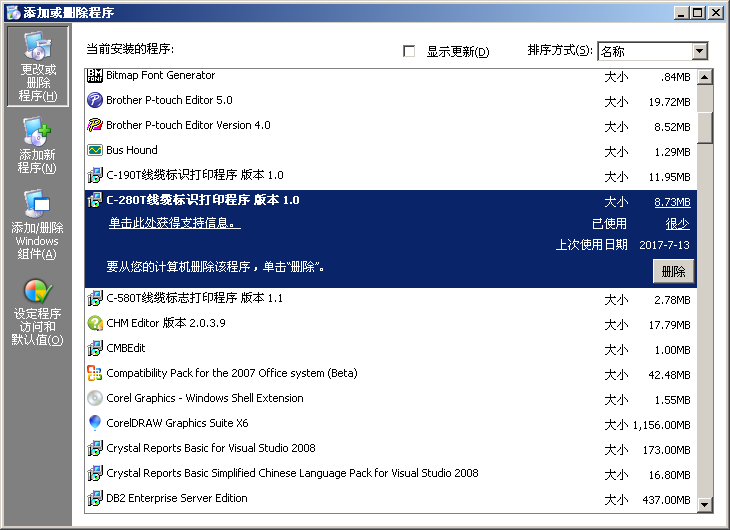 添加或删除程序
更改或
删除
程序(H)
添加新
程序(N)
添加/删除
Windows
组件(A)
设定程序
访问和
默认值(O)
当前安装的程序:
显示更新(D)
排序方式(S): 名称
Bitmap Font Generator 大小 .84MB
Brother P-touch Editor 5.0 大小 19.72MB
Brother P-touch Editor Version 4.0 大小 8.52MB
Bus Hound 大小 1.29MB
C-190T线缆标识打印程序 版本 1.0 大小 11.95MB
C-280T线缆标识打印程序 版本 1.0 大小 8.73MB
单击此处获得支持信息。 已使用 很少
上次使用日期 2017-7-13
要从您的计算机删除该程序，单击“删除”。 删除
C-580T线缆标志打印程序 版本 1.1 大小 2.78MB
CHM Editor 版本 2.0.3.9 大小 17.79MB
CMBEdit 大小 1.00MB
Compatibility Pack for the 2007 Office system (Beta) 大小 42.48MB
Corel Graphics - Windows Shell Extension 大小 1.55MB
CorelDRAW Graphics Suite X6 大小 1,156.00MB
Crystal Reports Basic for Visual Studio 2008 大小 173.00MB
Crystal Reports Basic Simplified Chinese Language Pack for Visual Studio 2008 大小 16.80MB
DB2 Enterprise Server Edition 大小 437.00MB